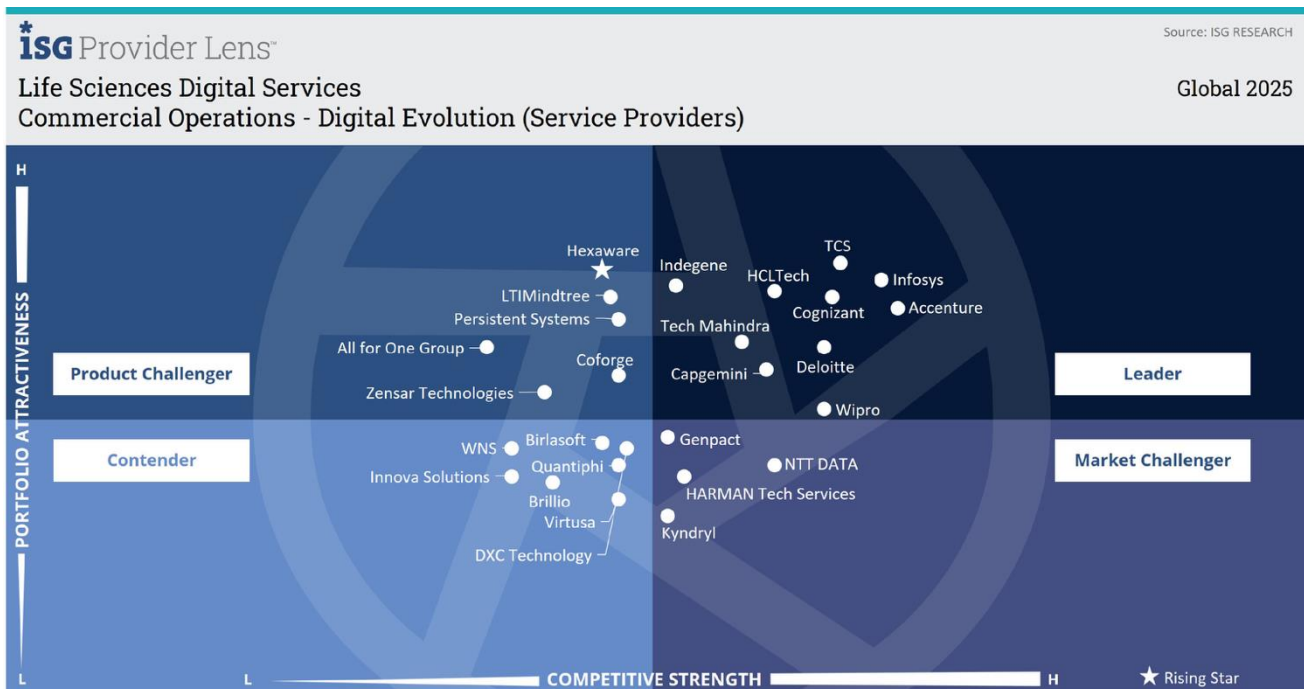 ISG Provider Lens™
Source: ISG RESEARCH
Life Sciences Digital Services
Global 2025
Commercial Operations - Digital Evolution (Service Providers)
H
PORTFOLIO ATTRACTIVENESS
L
Product Challenger
Hexaware
LTIMindtree
Persistent Systems
All for One Group
Coforge
Zensar Technologies
Leader
TCS
Indegene
HCLTech
Infosys
Cognizant
Accenture
Tech Mahindra
Capgemini
Deloitte
Wipro
Contender
WNS
Birlasoft
Quantiphi
Innova Solutions
Brillio
Virtusa
DXC Technology
Market Challenger
Genpact
NTT DATA
HARMAN Tech Services
Kyndryl
L
COMPETITIVE STRENGTH
H
Rising Star